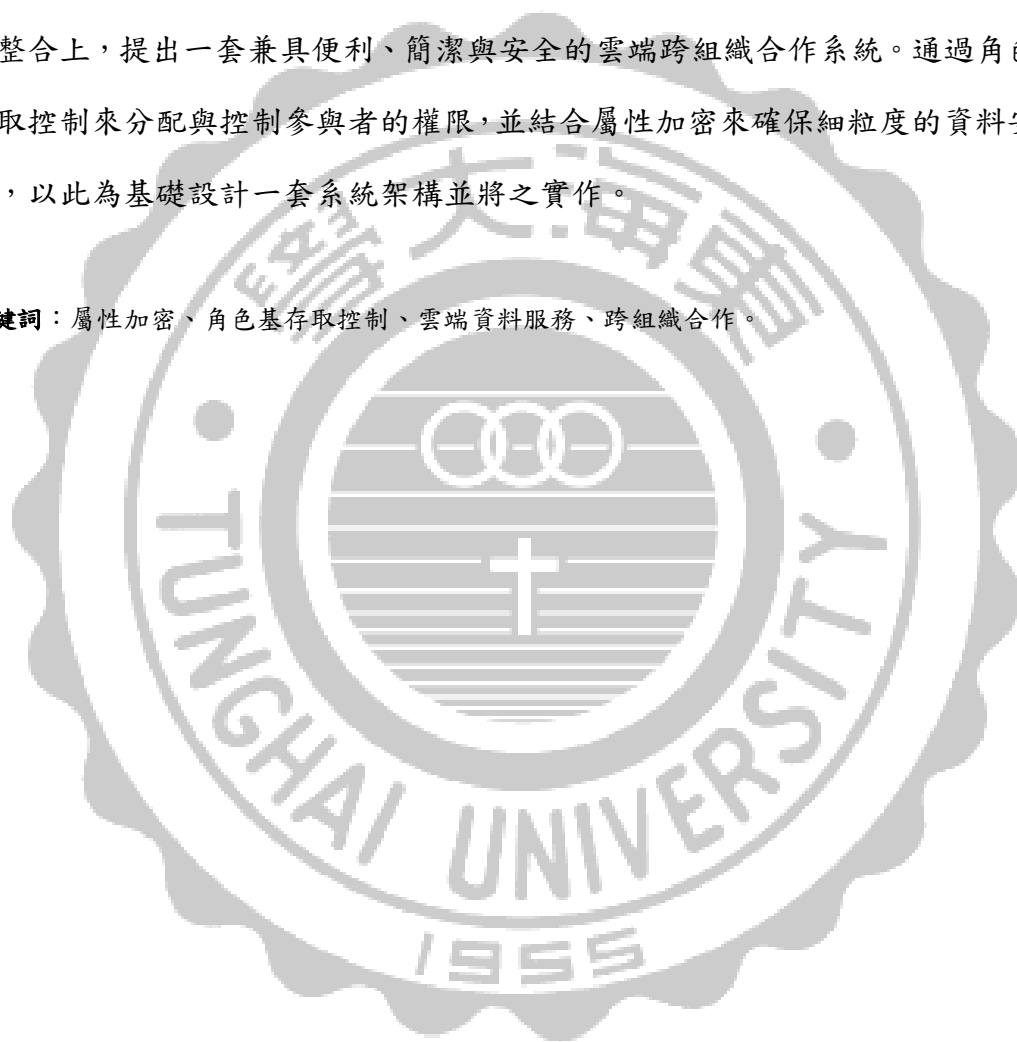 整合上，提出一套兼具便利、簡潔與安全的雲端跨組織合作系統。通過角
取控制來分配與控制參與者的權限，並結合屬性加密來確保細粒度的資料
，以此為基礎設計一套系統架構並將之實作。
鍵詞：屬性加密、角色基存取控制、雲端資料服務、跨組織合作。
學大海東
TUNGHAI UNIVERSITY
1955